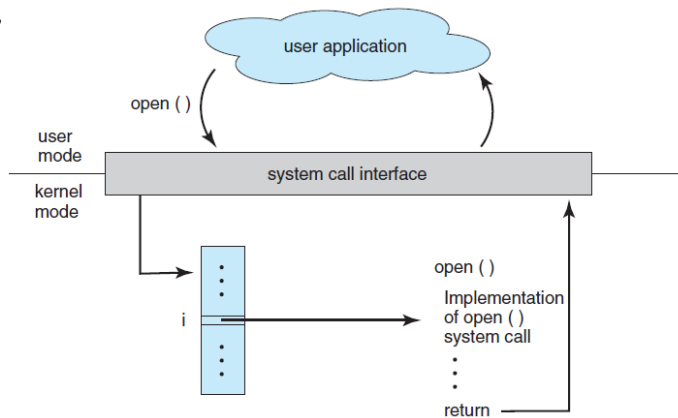 user application
open ( )
user
mode
system call interface
kernel
mode
open ( )
i
Implementation
of open ( )
system call
return